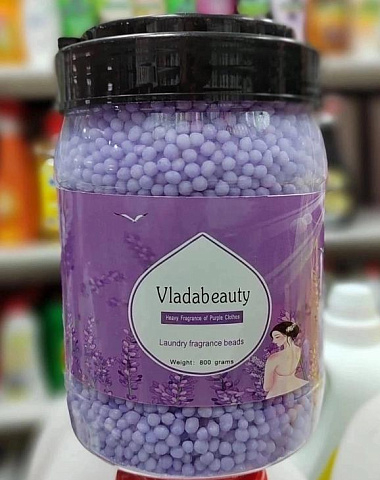 Vladabeauty
Heavy Fragrance of Purple Clothes
Laundry fragrance beads
Weight: 800 grams